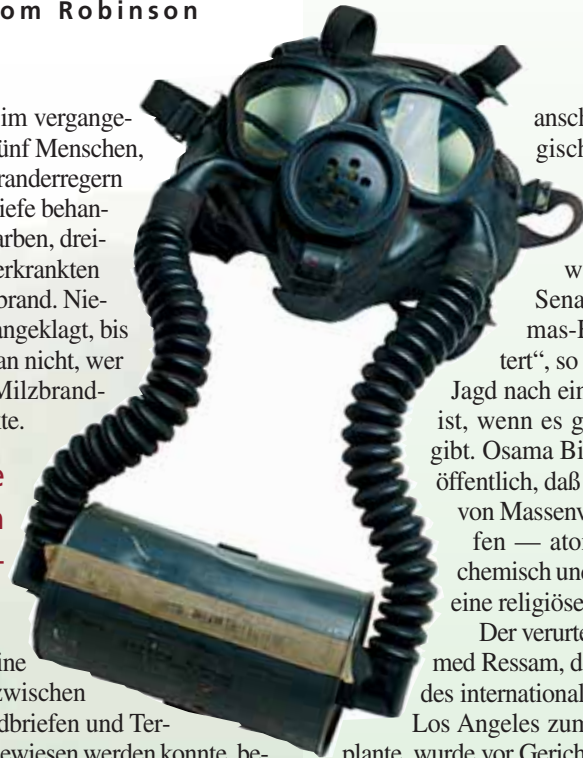 om Robinson
im vergange-
ünf Menschen,
randerregern
iefe behan-
arben, drei-
erkrankten
brand. Nie-
angeklagt, bis
an nicht, wer
Milzbrand-
te.
e
n
-
ine
zwischen
dbriefen und Ter-
ewiesen werden konnte, be-
ansch
gisch
w
Sena
mas-
tert“, so
Jagd nach ein
ist, wenn es g
gibt. Osama Bi
öffentlich, daß
von Massenv
fen — ato
chemisch und
eine religiöse
Der verurte
med Ressam, d
des international
Los Angeles zum
plante, wurde vor Gerich